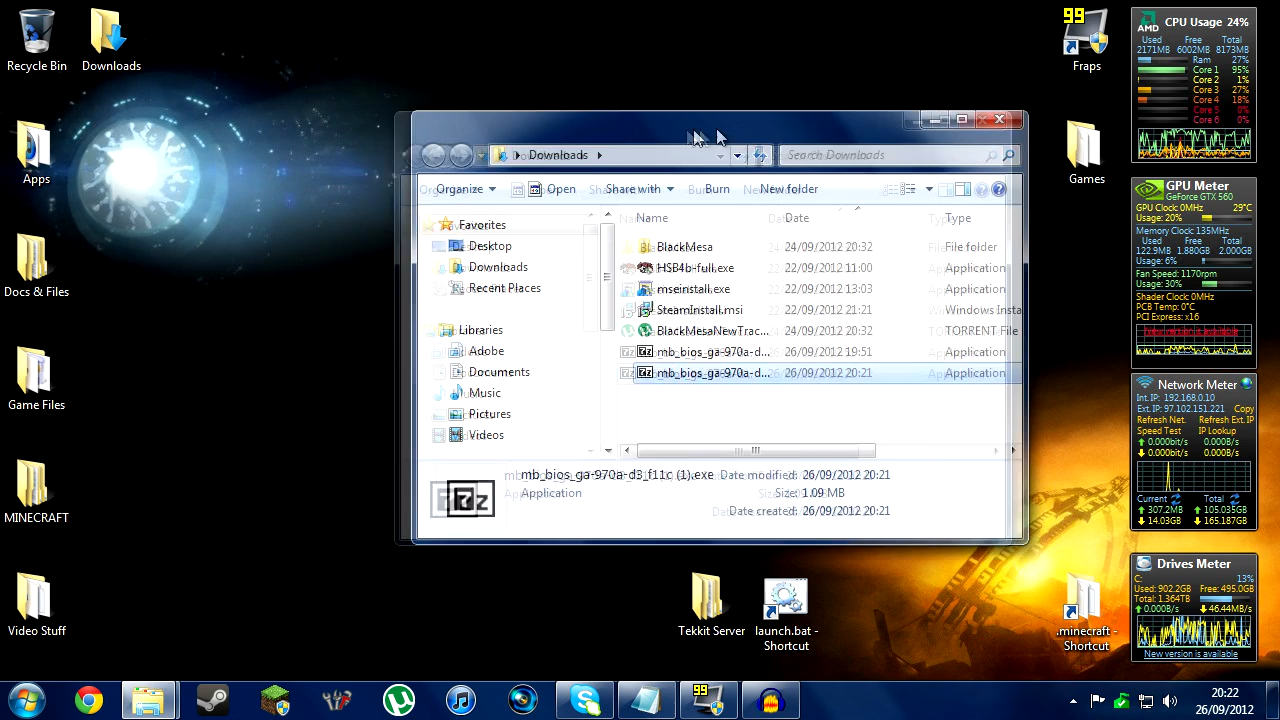 Recycle Bin
Downloads
Apps
Docs & Files
Game Files
MINECRAFT
Video Stuff
99
Fraps
Games
Downloads
Search Downloads
Organize
Open
Share with
Burn
New folder
Favorites
Desktop
Downloads
Recent Places
Libraries
Adobe
Documents
Music
Pictures
Videos
Name Date Type
BlackMesa 24/09/2012 20:32 File folder
HSB4b-full.exe 22/09/2012 11:00 Application
mseinstall.exe 22/09/2012 13:03 Application
SteamInstall.msi 22/09/2012 21:21 Windows Insta
BlackMesaNewTrac... 24/09/2012 20:32 TORRENT File
mb_bios_ga-970a-d... 26/09/2012 19:51 Application
mb_bios_ga-970a-d... 26/09/2012 20:21 Application
mb_bios_ga-970a-d3_f11c (1).exe Date modified: 26/09/2012 20:21
Application Size: 1.09 MB
Date created: 26/09/2012 20:21
Tekkit Server
launch.bat -
Shortcut
.minecraft -
Shortcut
AMD
CPU Usage 24%
Used Free Total
2171MB 6002MB 8173MB
Ram 27%
Core 1 95%
Core 2 1%
Core 3 27%
Core 4 18%
Core 5 0%
Core 6 0%
GPU Meter
GeForce GTX 560
GPU Clock: 0MHz 29°C
Usage: 20%
Memory Clock: 135MHz
Used Free Total
122.9MB 1.880GB 2.000GB
Usage: 6%
Fan Speed: 1170rpm
Usage: 30%
Shader Clock: 0MHz
PCB Temp: 0°C
PCI Express: x16
New version is available
Network Meter
Int. IP: 192.168.0.10
Ext. IP: 97.102.151.221 Copy
Refresh Net. Refresh Ext. IP
Speed Test IP Lookup
0.000bit/s 0.000B/s
0.000bit/s 0.000B/s
Current Total
307.2MB 105.035GB
14.03GB 165.187GB
Drives Meter
C: 13%
Used: 902.2GB Free: 495.0GB
Total: 1.364TB
0.000B/s 46.44MB/s
New version is available
99
20:22
26/09/2012